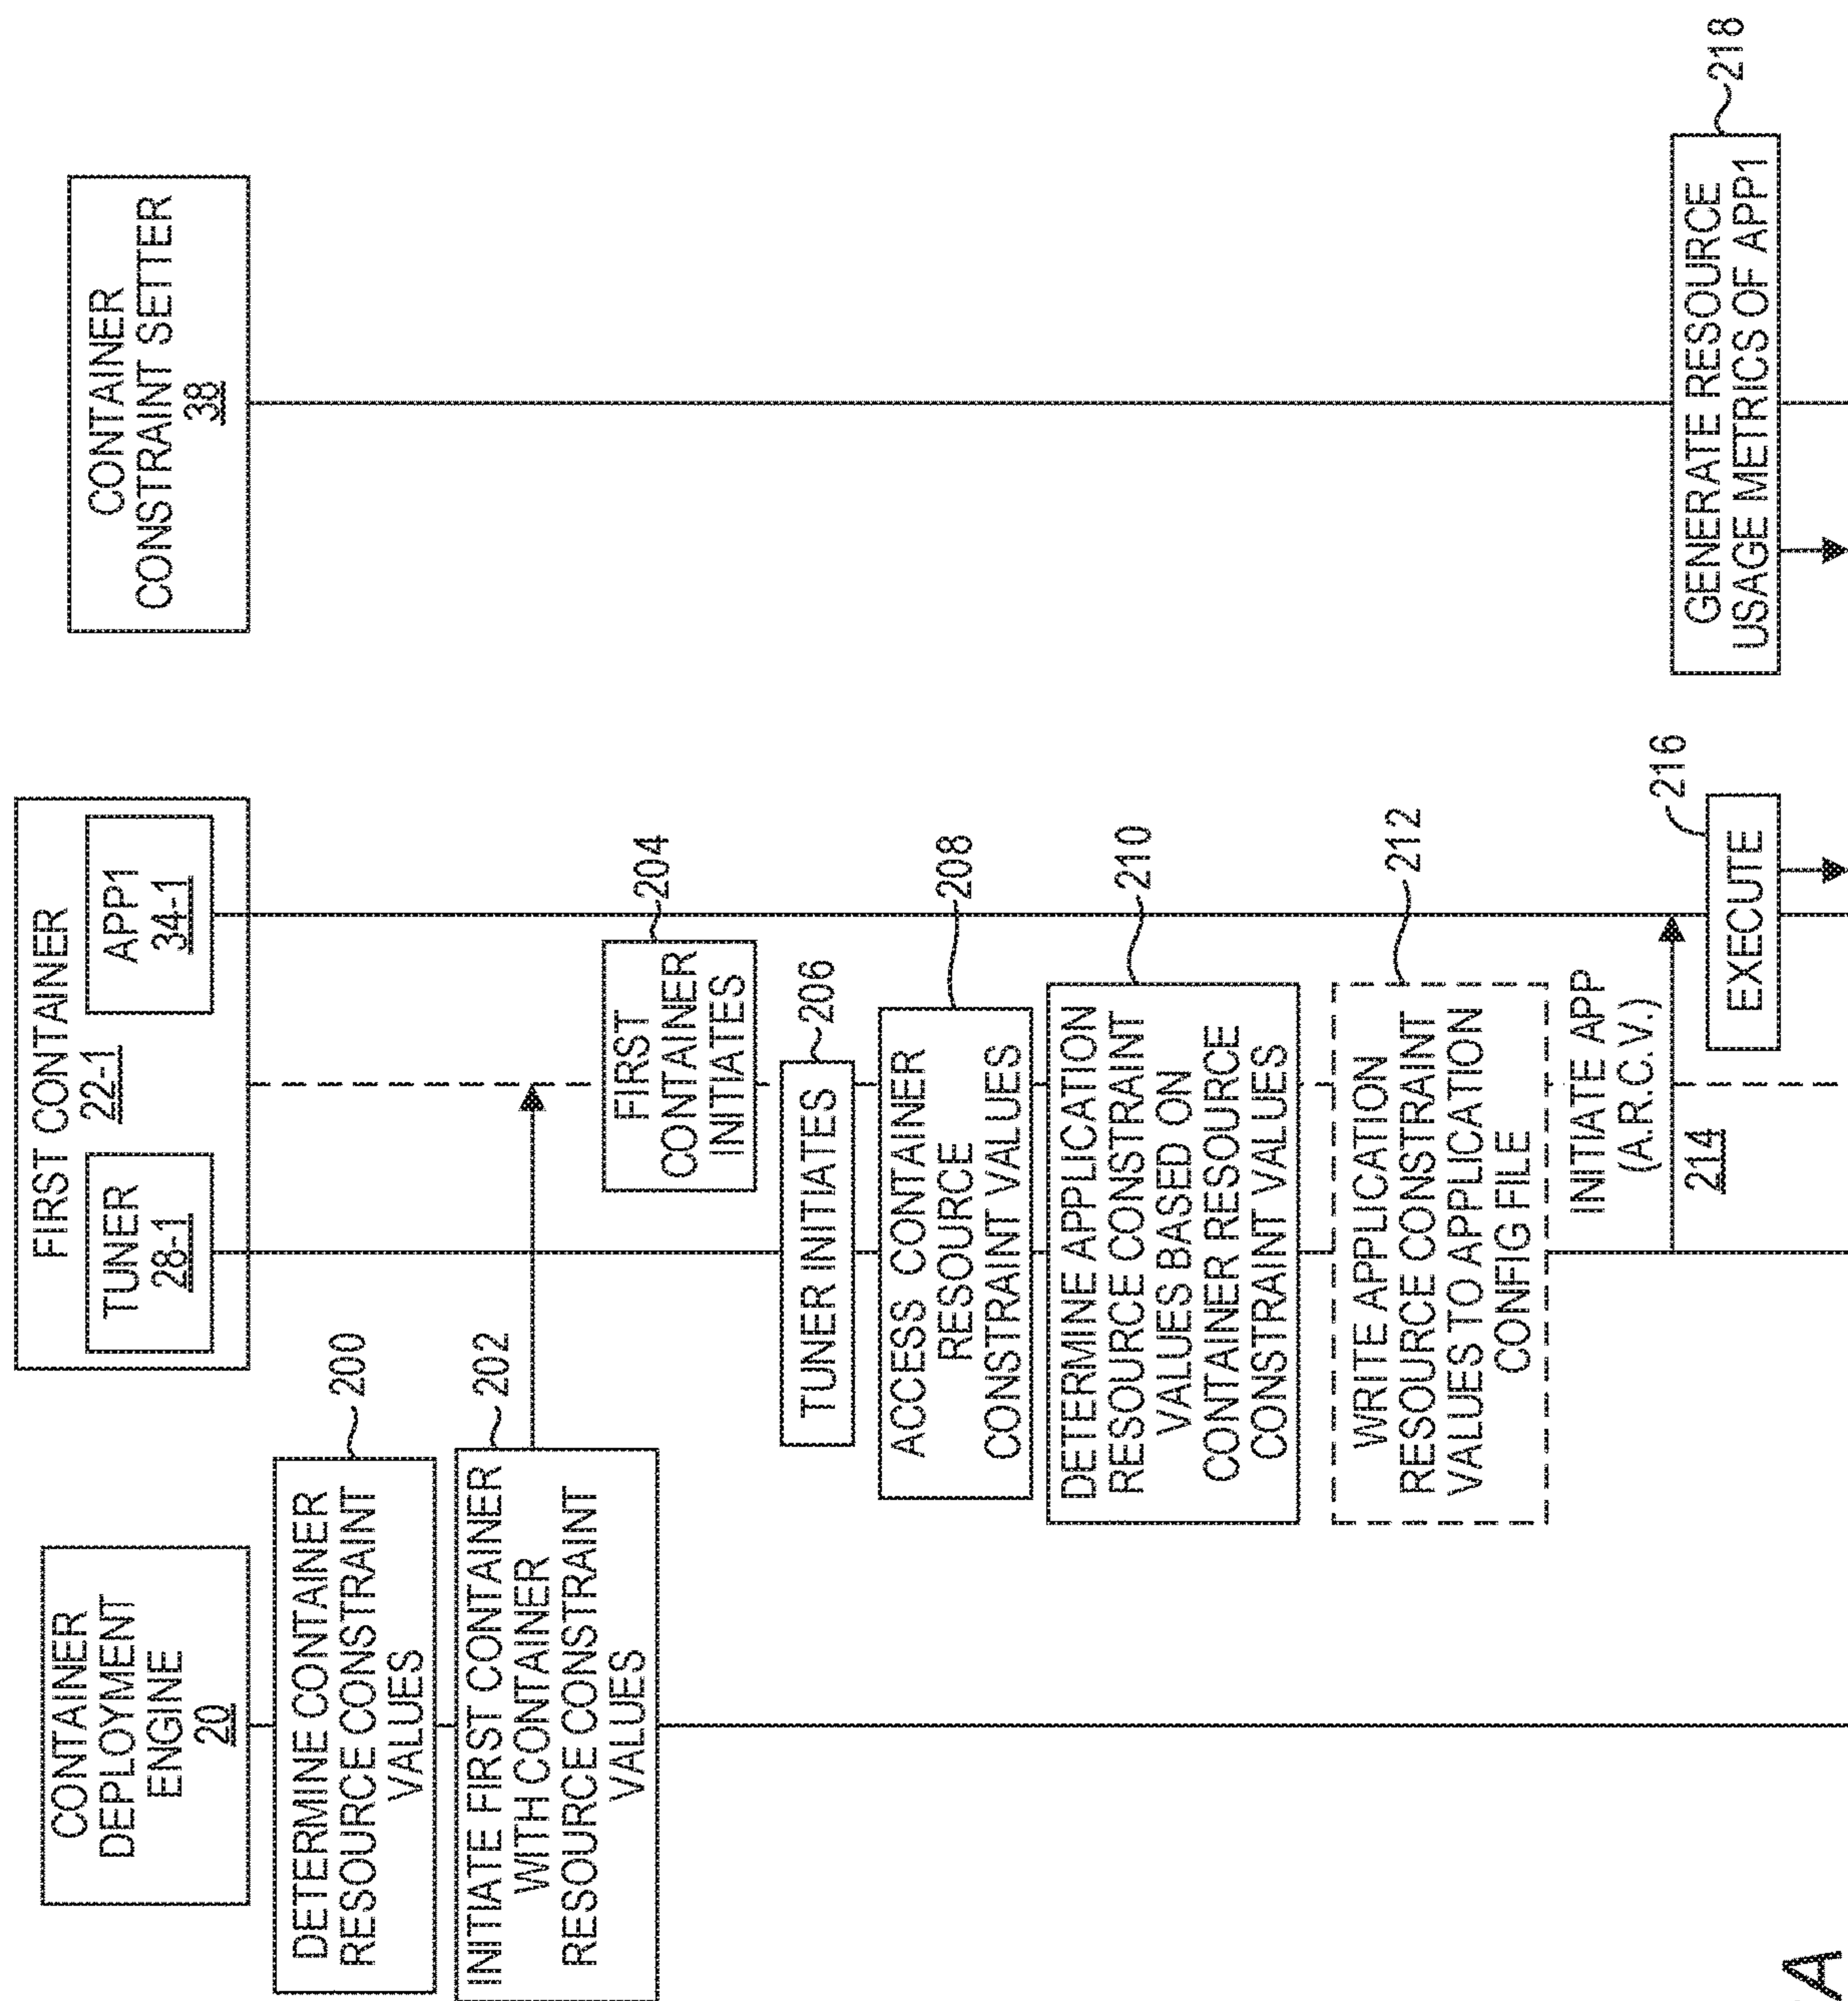 CONTAINER
DEPLOYMENT
ENGINE
20
FIRST CONTAINER
22-1
TUNER
28-1
APP1
34-1
CONTAINER
CONSTRAINT SETTER
38
DETERMINE CONTAINER
RESOURCE CONSTRAINT
VALUES
200
INITIATE FIRST CONTAINER
WITH CONTAINER
RESOURCE CONSTRAINT
VALUES
202
FIRST
CONTAINER
INITIATES
204
TUNER INITIATES
206
ACCESS CONTAINER
RESOURCE
CONSTRAINT VALUES
208
DETERMINE APPLICATION
RESOURCE CONSTRAINT
VALUES BASED ON
CONTAINER RESOURCE
CONSTRAINT VALUES
210
WRITE APPLICATION
RESOURCE CONSTRAINT
VALUES TO APPLICATION
CONFIG FILE
212
INITIATE APP
(A.R.C.V.)
214
EXECUTE
216
GENERATE RESOURCE
USAGE METRICS OF APP1
218